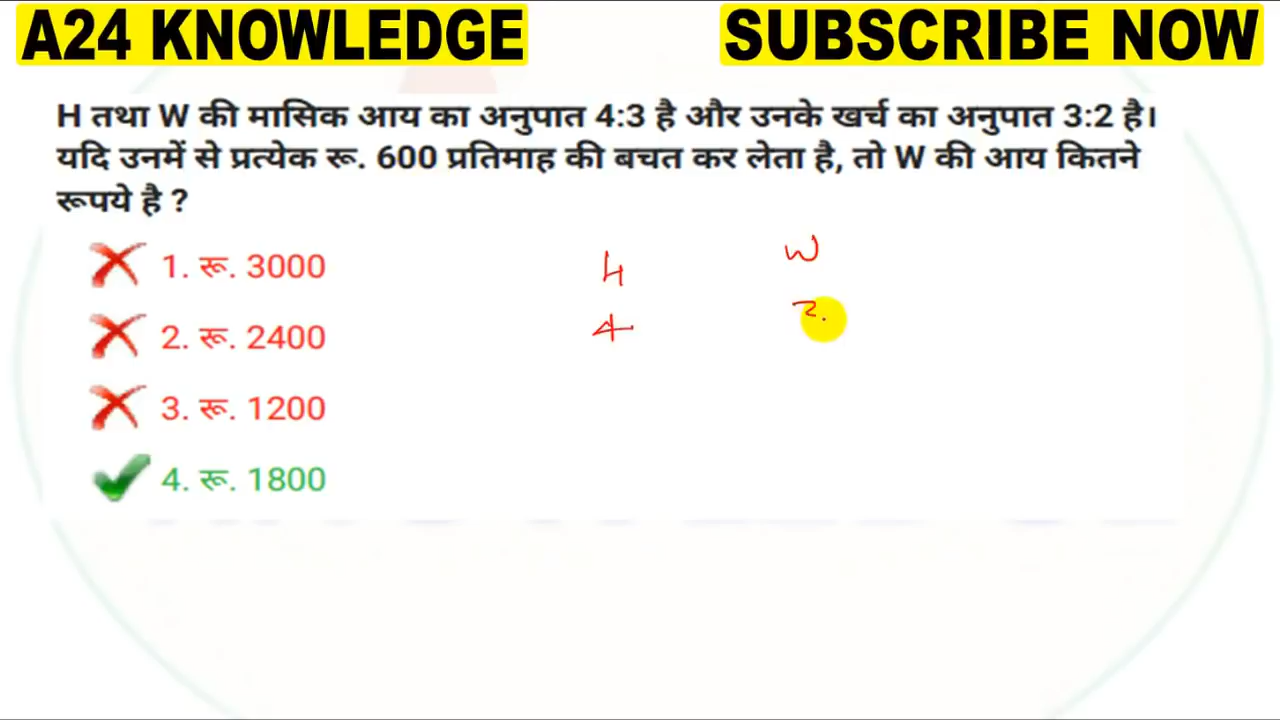 A24 KNOWLEDGE SUBSCRIBE NOW
H तथा W की मासिक आय का अनुपात 4:3 है और उनके खर्च का अनुपात 3:2 है।
यदि उनमें से प्रत्येक रू. 600 प्रतिमाह की बचत कर लेता है, तो W की आय कितने
रूपये है ?
H W
1. रू. 3000
4 3
2. रू. 2400
3. रू. 1200
4. रू. 1800